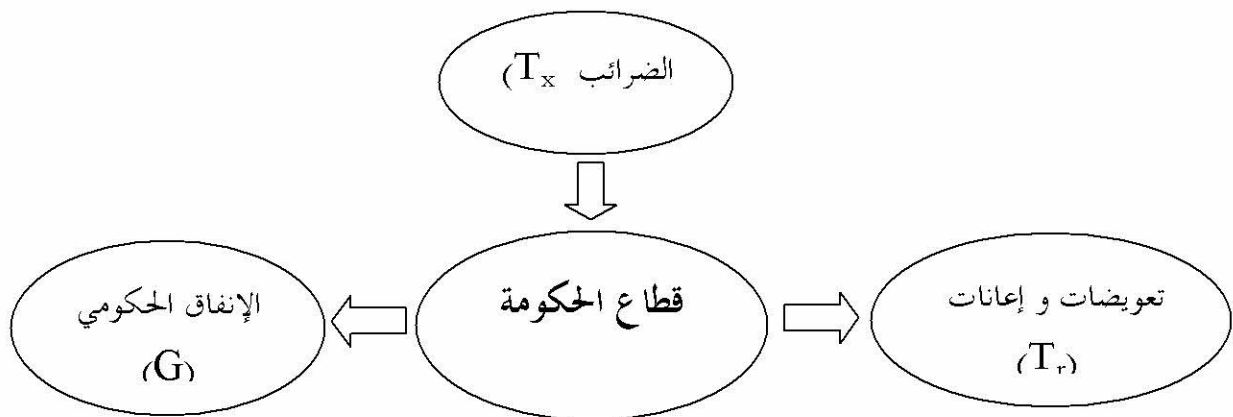 الضرائب (Tx
قطاع الحكومة
تعويضات و إعانات
(Tr)
الإنفاق الحكومي
(G)